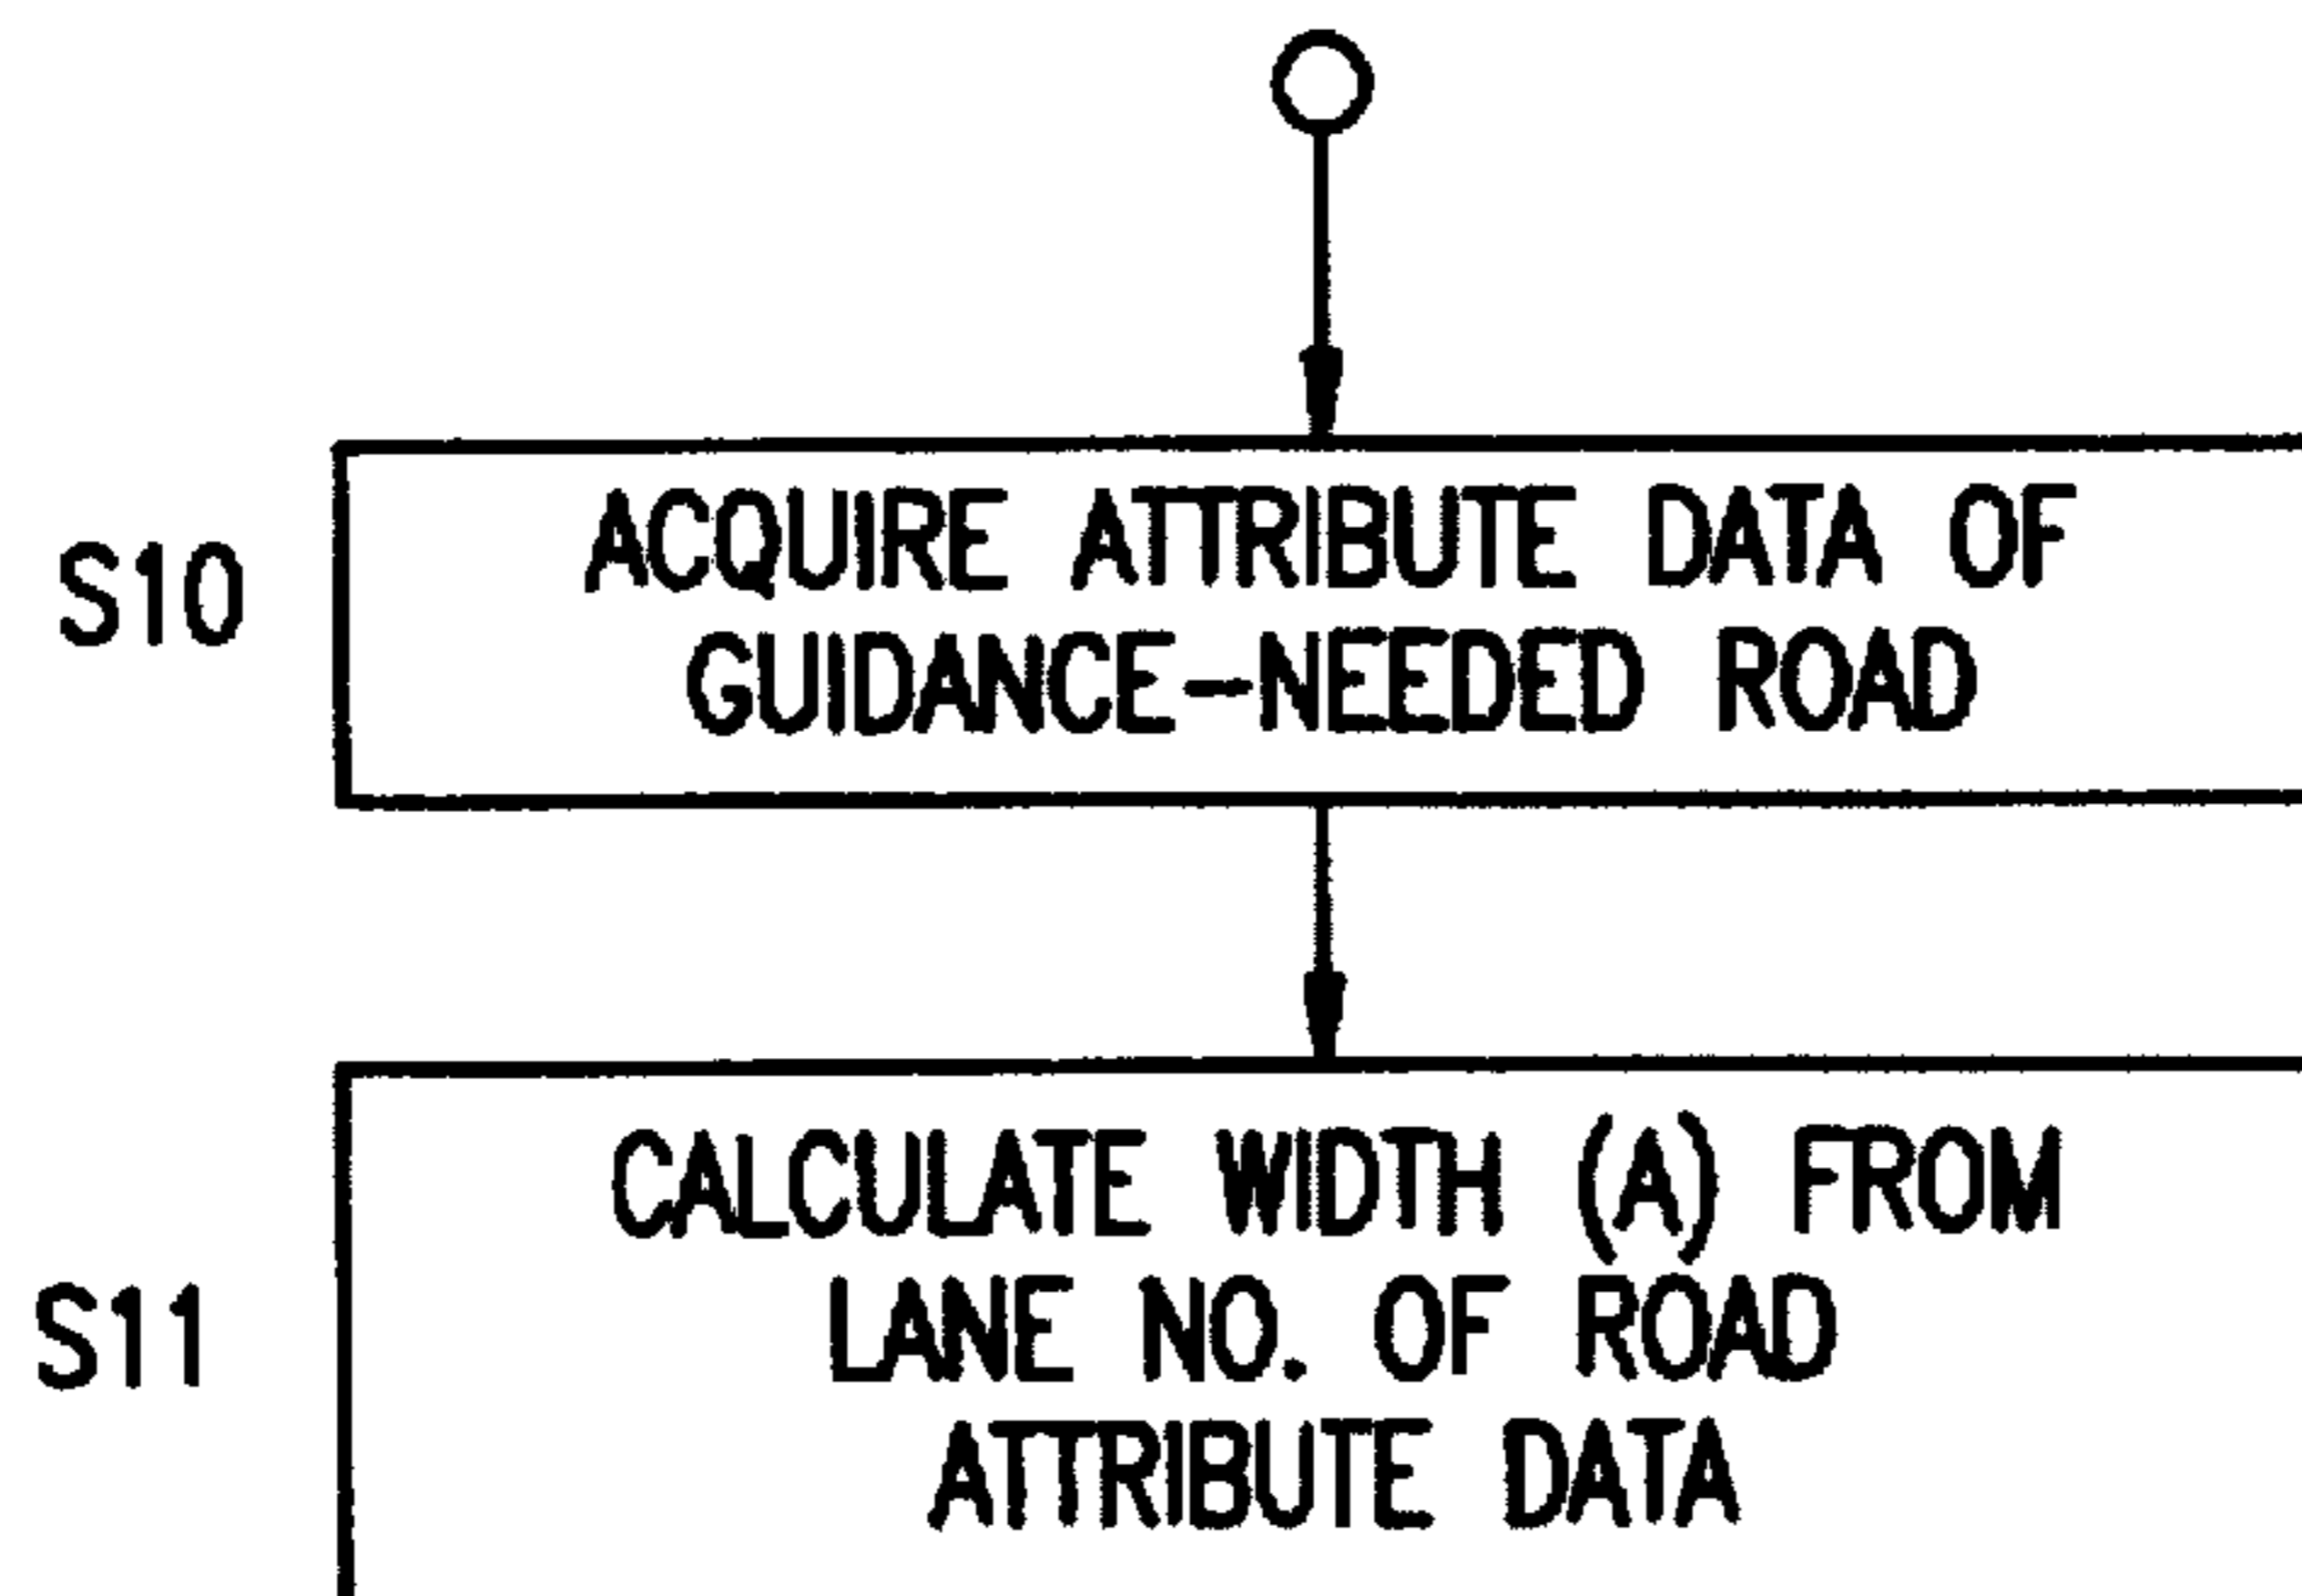 S10
ACQUIRE ATTRIBUTE DATA OF
GUIDANCE-NEEDED ROAD
S11
CALCULATE WIDTH (A) FROM
LANE NO. OF ROAD
ATTRIBUTE DATA